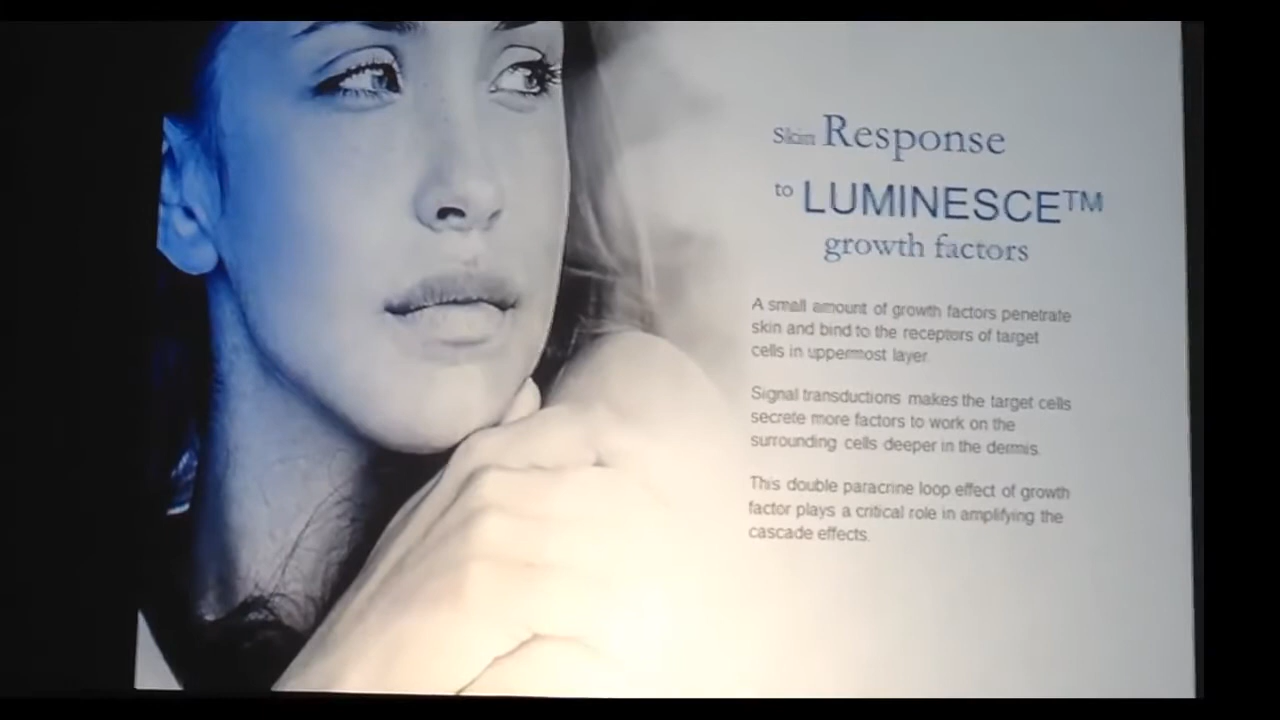 Skin Response
to LUMINESCE™
growth factors
A small amount of growth factors penetrate
skin and bind to the receptors of target
cells in uppermost layer.
Signal transductions makes the target cells
secrete more factors to work on the
surrounding cells deeper in the dermis.
This double paracrine loop effect of growth
factor plays a critical role in amplifying the
cascade effects.